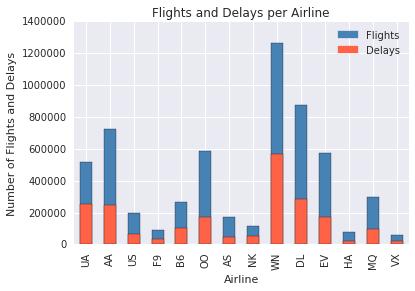 Flights and Delays per Airline
Flights
Delays
Number of Flights and Delays
1400000
1200000
1000000
800000
600000
400000
200000
0
UA AA US F9 B6 OO AS NK WN DL EV HA MQ VX
Airline